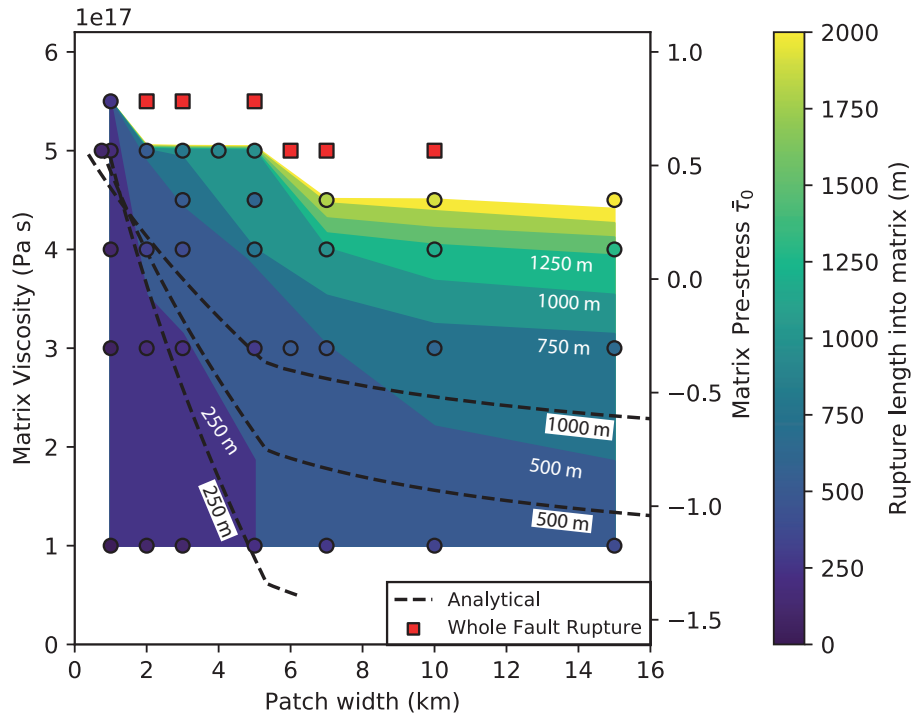 1e17
6
5
4
3
2
1
0
Matrix Viscosity (Pa s)
0 2 4 6 8 10 12 14 16
Patch width (km)
1250 m
1000 m
750 m
500 m
250 m
1000 m
500 m
250 m
Analytical
Whole Fault Rupture
1.0
0.5
0.0
−0.5
−1.0
−1.5
Matrix Pre-stress τ̄₀
2000
1750
1500
1250
1000
750
500
250
0
Rupture length into matrix (m)